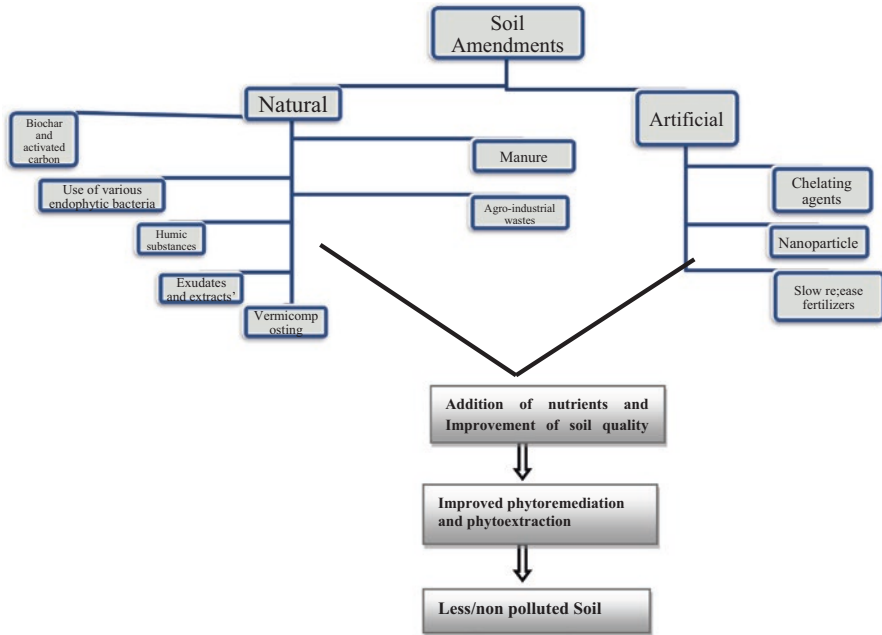 Soil
Amendments
Natural
Artificial
Biochar
and
activated
carbon
Manure
Use of various
endophytic bacteria
Agro-industrial
wastes
Humic
substances
Exudates
and extracts’
Vermicomp
osting
Chelating
agents
Nanoparticle
Slow re;ease
fertilizers
Addition of nutrients and
Improvement of soil quality
Improved phytoremediation
and phytoextraction
Less/non polluted Soil